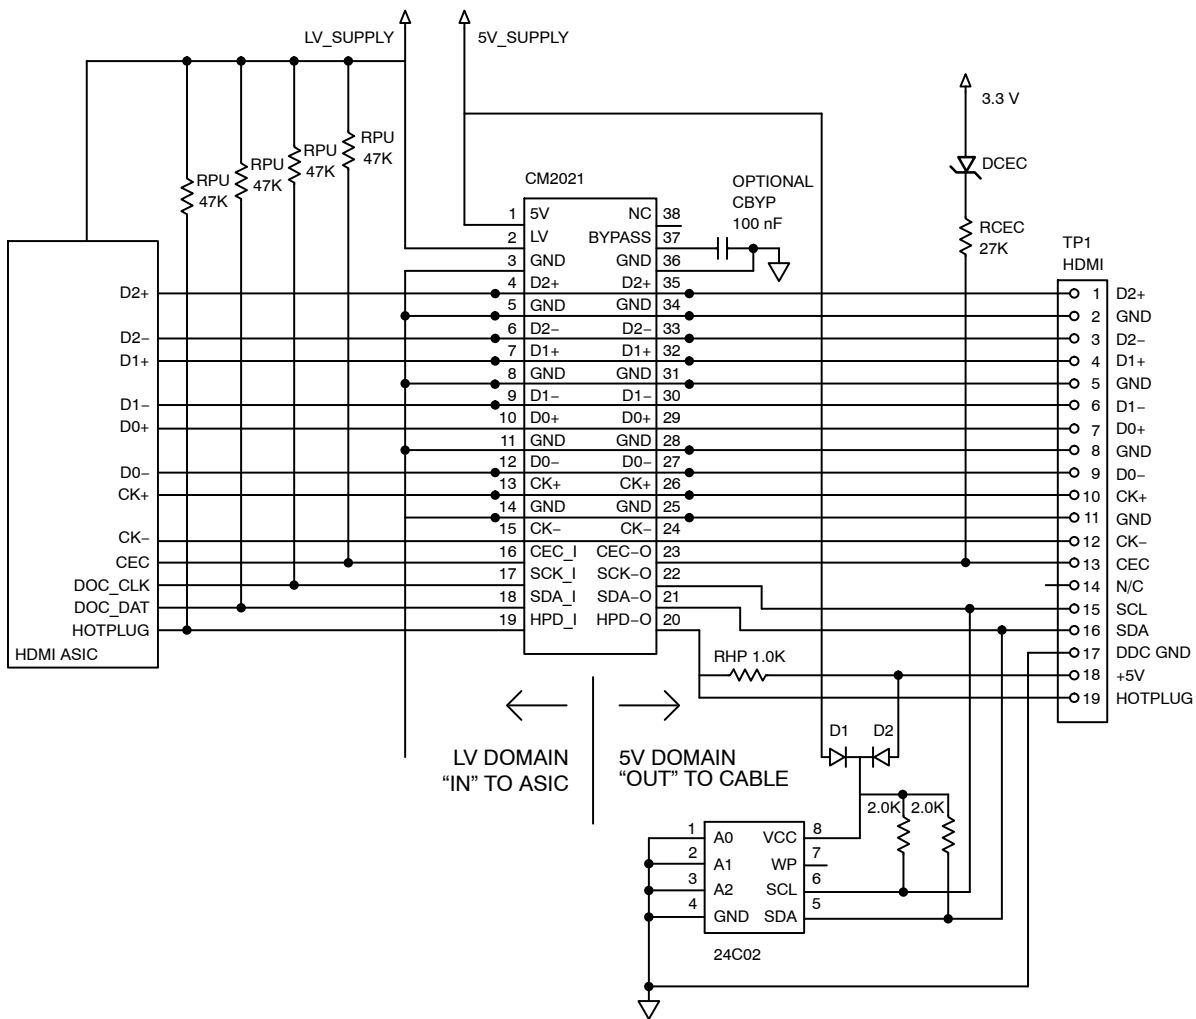 LV_SUPPLY
5V_SUPPLY
3.3 V
DCEC
RCEC
27K
RPU
47K
RPU
47K
RPU
47K
RPU
47K
CM2021
OPTIONAL
CBYP
100 nF
TP1
HDMI
1 5V NC 38
2 LV BYPASS 37
3 GND GND 36
4 D2+ D2+ 35
5 GND GND 34
6 D2− D2− 33
7 D1+ D1+ 32
8 GND GND 31
9 D1− D1− 30
10 D0+ D0+ 29
11 GND GND 28
12 D0− D0− 27
13 CK+ CK+ 26
14 GND GND 25
15 CK− CK− 24
16 CEC_I CEC−O 23
17 SCK_I SCK−O 22
18 SDA_I SDA−O 21
19 HPD_I HPD−O 20
D2+
D2−
D1+
D1−
D0+
D0−
CK+
CK−
CEC
DOC_CLK
DOC_DAT
HOTPLUG
HDMI ASIC
1 D2+
2 GND
3 D2−
4 D1+
5 GND
6 D1−
7 D0+
8 GND
9 D0−
10 CK+
11 GND
12 CK−
13 CEC
14 N/C
15 SCL
16 SDA
17 DDC GND
18 +5V
19 HOTPLUG
RHP 1.0K
LV DOMAIN
“IN” TO ASIC
5V DOMAIN
“OUT” TO CABLE
D1 D2
2.0K 2.0K
1 A0 VCC 8
2 A1 WP 7
3 A2 SCL 6
4 GND SDA 5
24C02